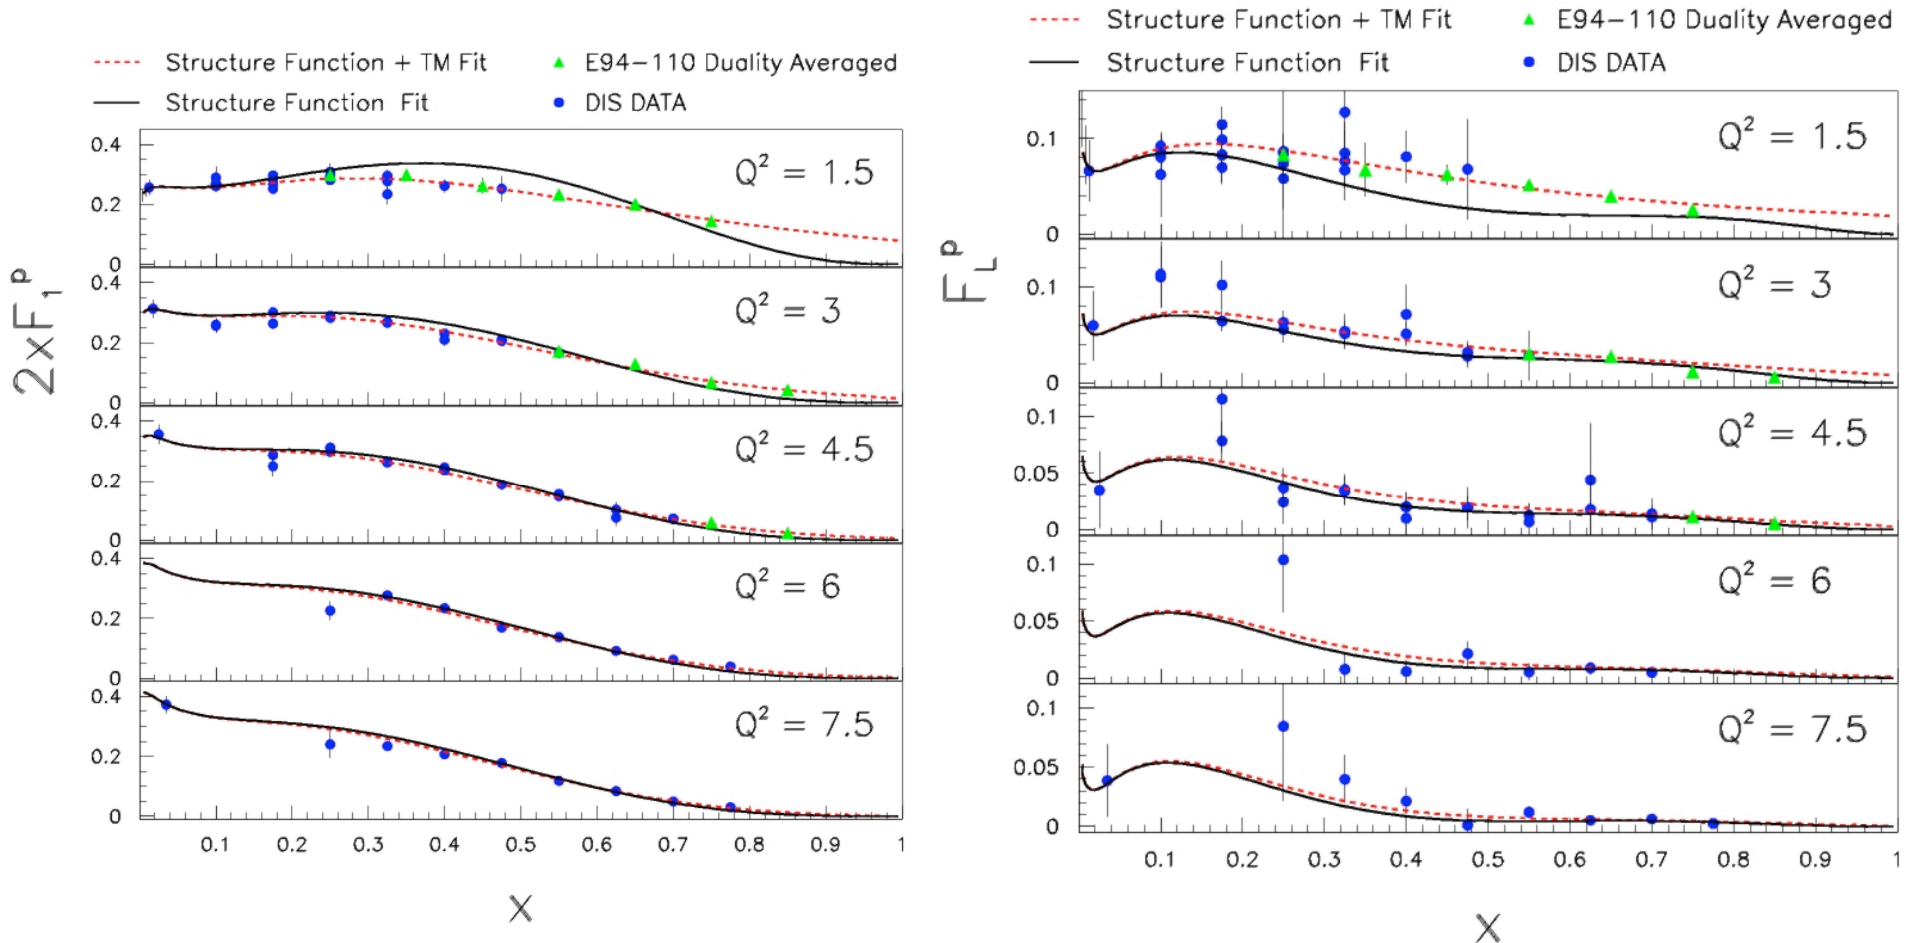 Structure Function + TM Fit
E94-110 Duality Averaged
Structure Function Fit
DIS DATA
2xF₁ᵖ
0.4
0.2
0
Q² = 1.5
0.4
0.2
0
Q² = 3
0.4
0.2
0
Q² = 4.5
0.4
0.2
0
Q² = 6
0.4
0.2
0
Q² = 7.5
0.1 0.2 0.3 0.4 0.5 0.6 0.7 0.8 0.9 1
X
Structure Function + TM Fit
E94-110 Duality Averaged
Structure Function Fit
DIS DATA
F_Lᵖ
0.1
0
Q² = 1.5
0.1
0
Q² = 3
0.1
0.05
0
Q² = 4.5
0.1
0.05
0
Q² = 6
0.1
0.05
0
Q² = 7.5
0.1 0.2 0.3 0.4 0.5 0.6 0.7 0.8 0.9 1
X